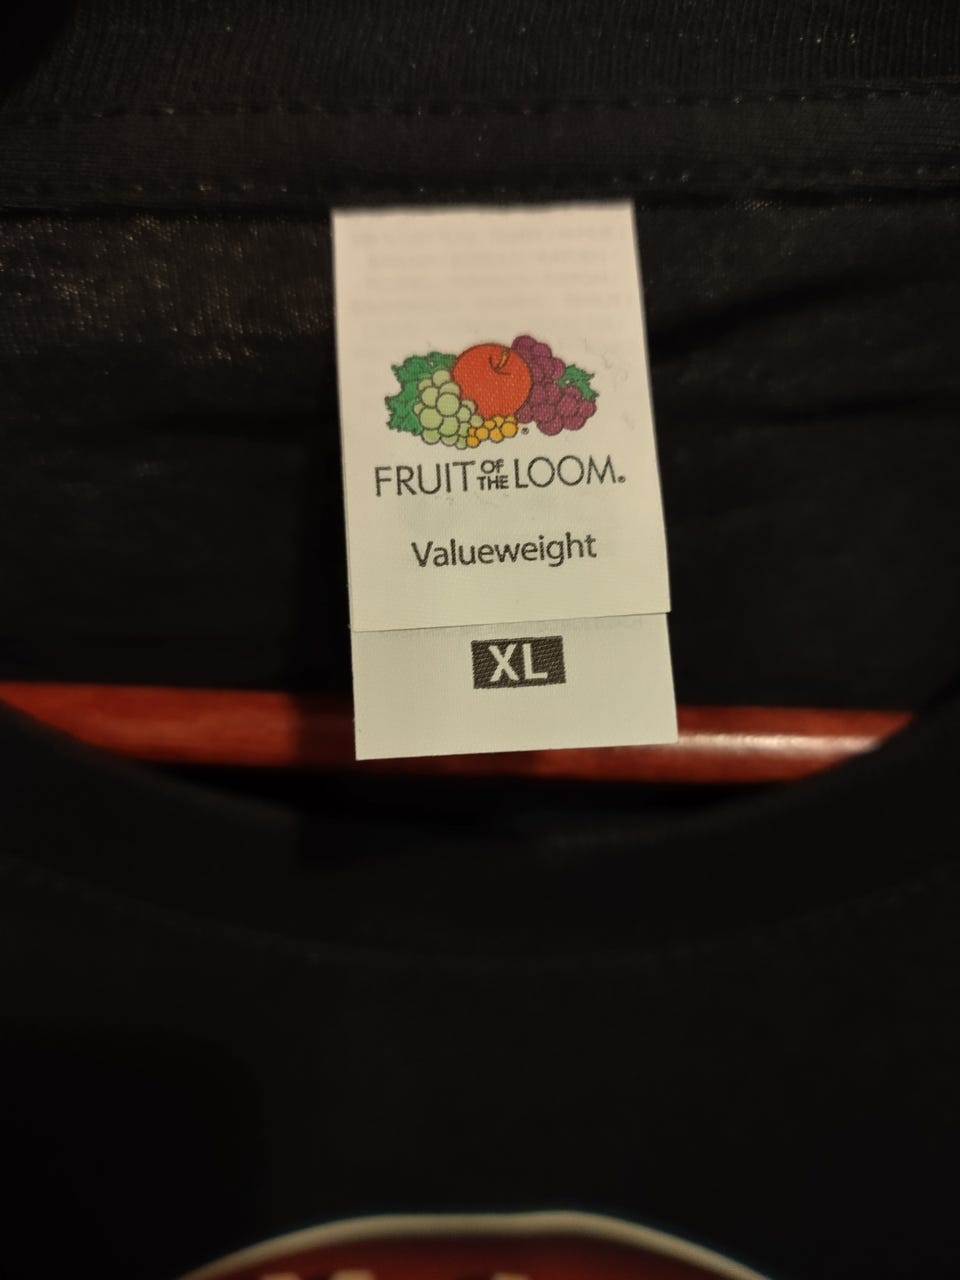 FRUIT OF THE LOOM®
Valueweight
XL